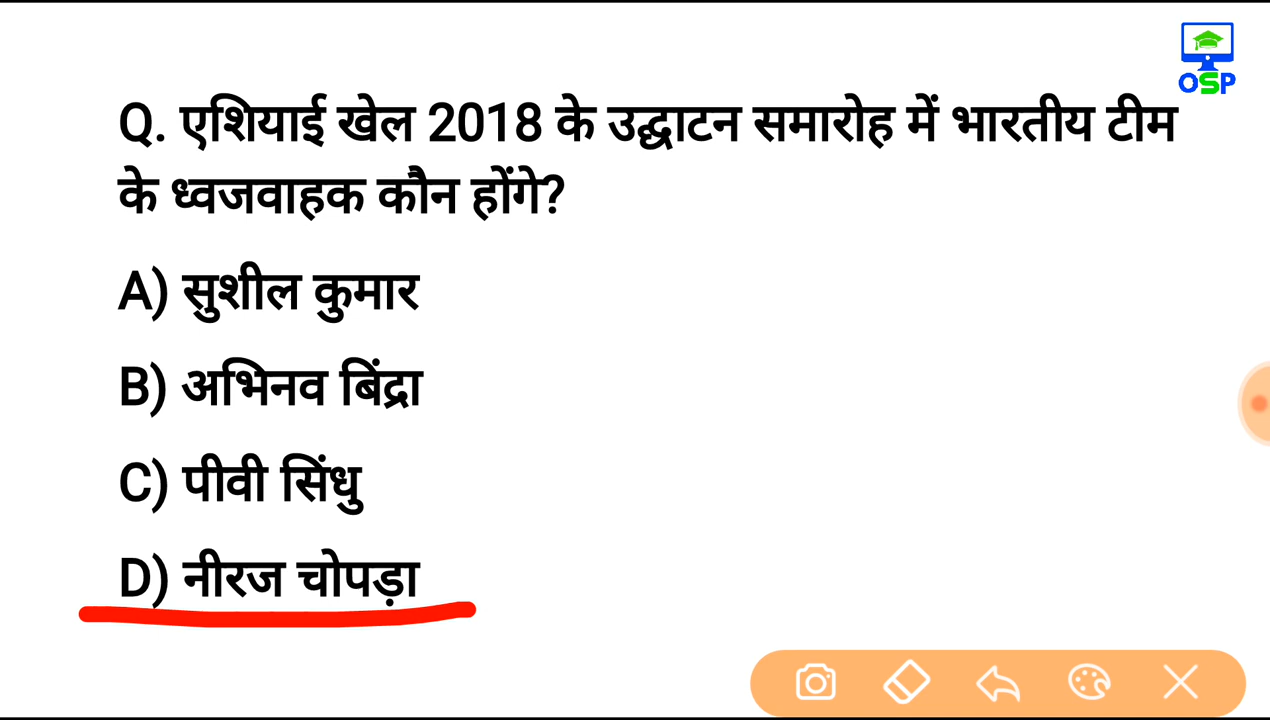 OSP
Q. एशियाई खेल 2018 के उद्घाटन समारोह में भारतीय टीम
के ध्वजवाहक कौन होंगे?
A) सुशील कुमार
B) अभिनव बिंद्रा
C) पीवी सिंधु
D) नीरज चोपड़ा